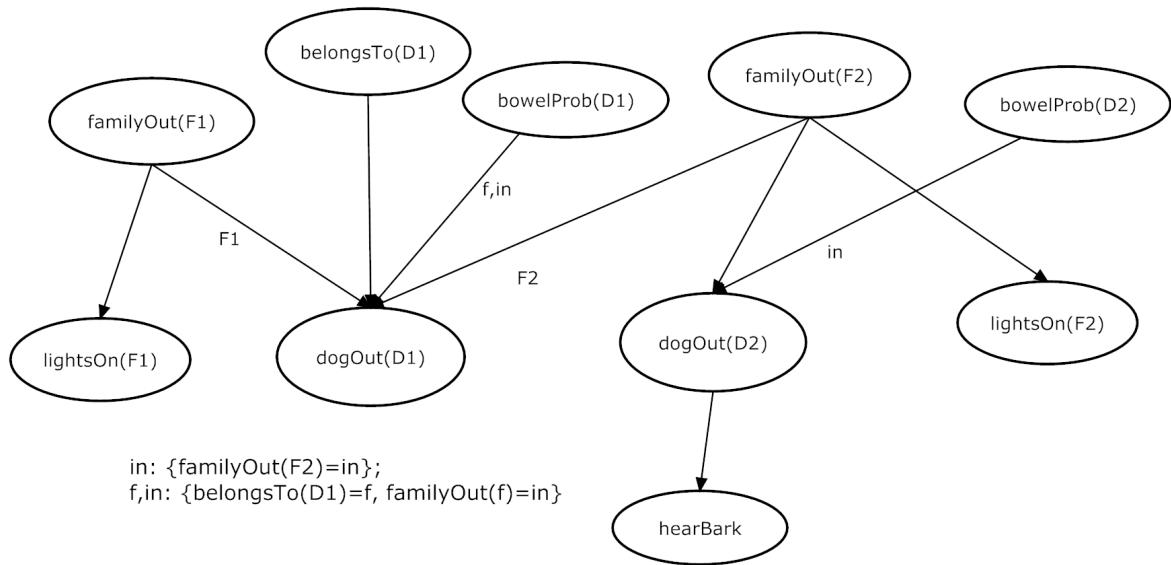 belongsTo(D1)
familyOut(F2)
bowelProb(D1)
bowelProb(D2)
familyOut(F1)
f,in
F1
F2
in
lightsOn(F1)
dogOut(D1)
dogOut(D2)
lightsOn(F2)
in: {familyOut(F2)=in};
f,in: {belongsTo(D1)=f, familyOut(f)=in}
hearBark